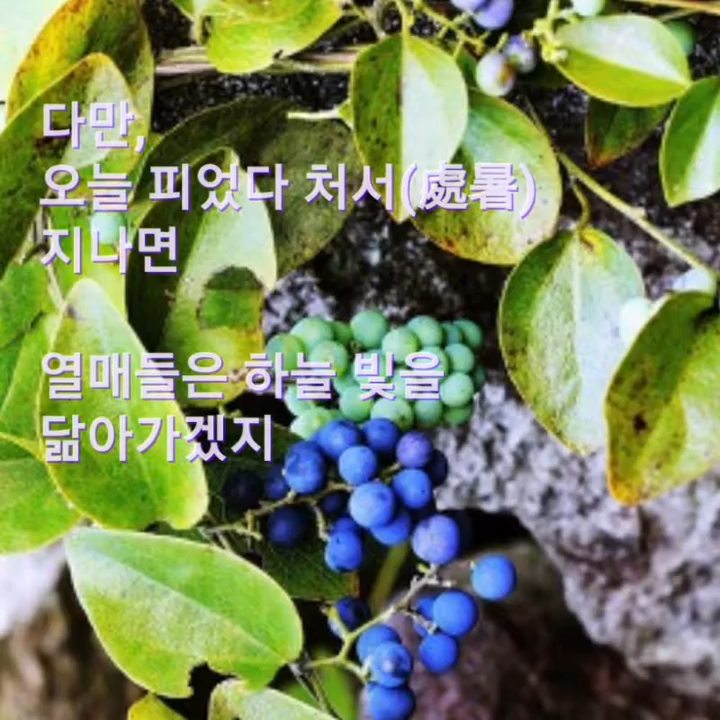 다만,
오늘 피었다 처서(處暑)
지나면
열매들은 하늘 빛을
닮아가겠지